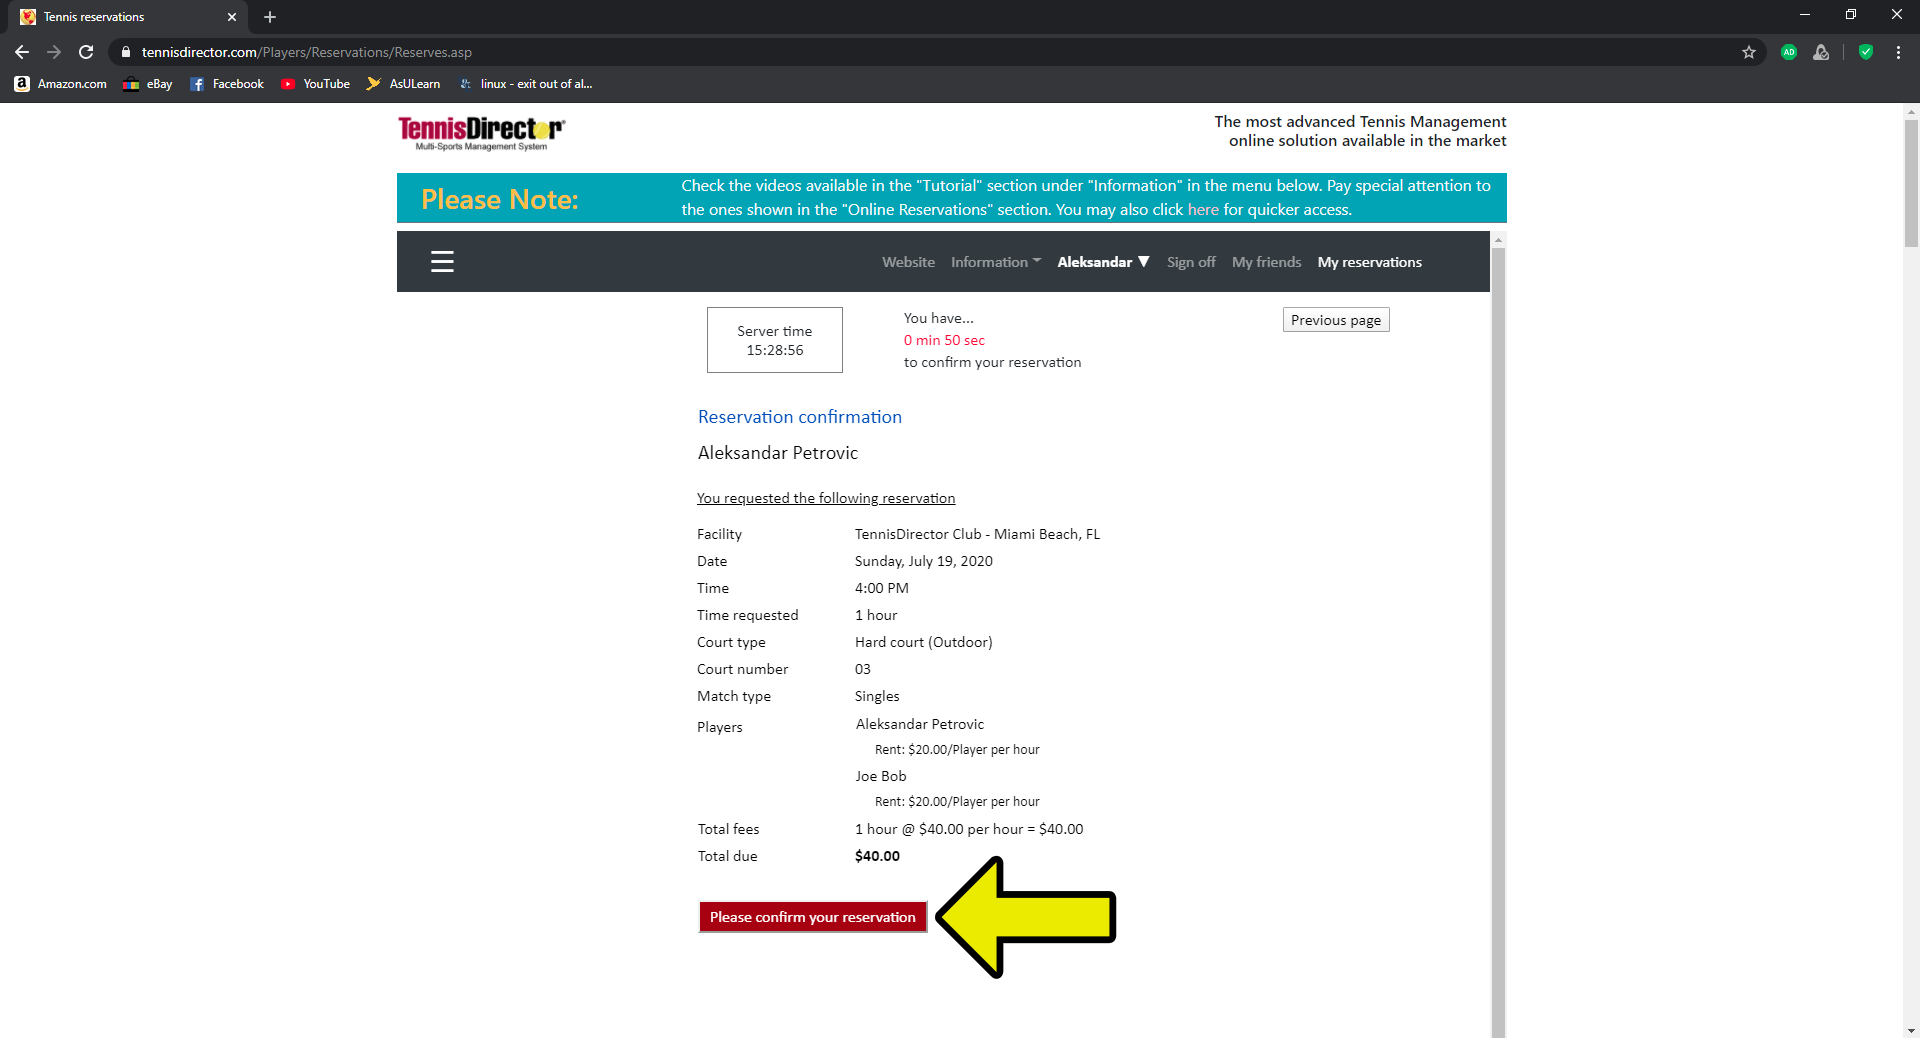 Tennis reservations
tennisdirector.com/Players/Reservations/Reserves.asp
AD
a Amazon.com eBay Facebook YouTube AsULearn linux - exit out of al...
TennisDirector®
Multi-Sports Management System
The most advanced Tennis Management
online solution available in the market
Please Note:
Check the videos available in the "Tutorial" section under "Information" in the menu below. Pay special attention to
the ones shown in the "Online Reservations" section. You may also click here for quicker access.
Website Information Aleksandar ▼ Sign off My friends My reservations
Server time
15:28:56
You have...
0 min 50 sec
to confirm your reservation
Previous page
Reservation confirmation
Aleksandar Petrovic
You requested the following reservation
Facility TennisDirector Club - Miami Beach, FL
Date Sunday, July 19, 2020
Time 4:00 PM
Time requested 1 hour
Court type Hard court (Outdoor)
Court number 03
Match type Singles
Players Aleksandar Petrovic
Rent: $20.00/Player per hour
Joe Bob
Rent: $20.00/Player per hour
Total fees 1 hour @ $40.00 per hour = $40.00
Total due $40.00
Please confirm your reservation